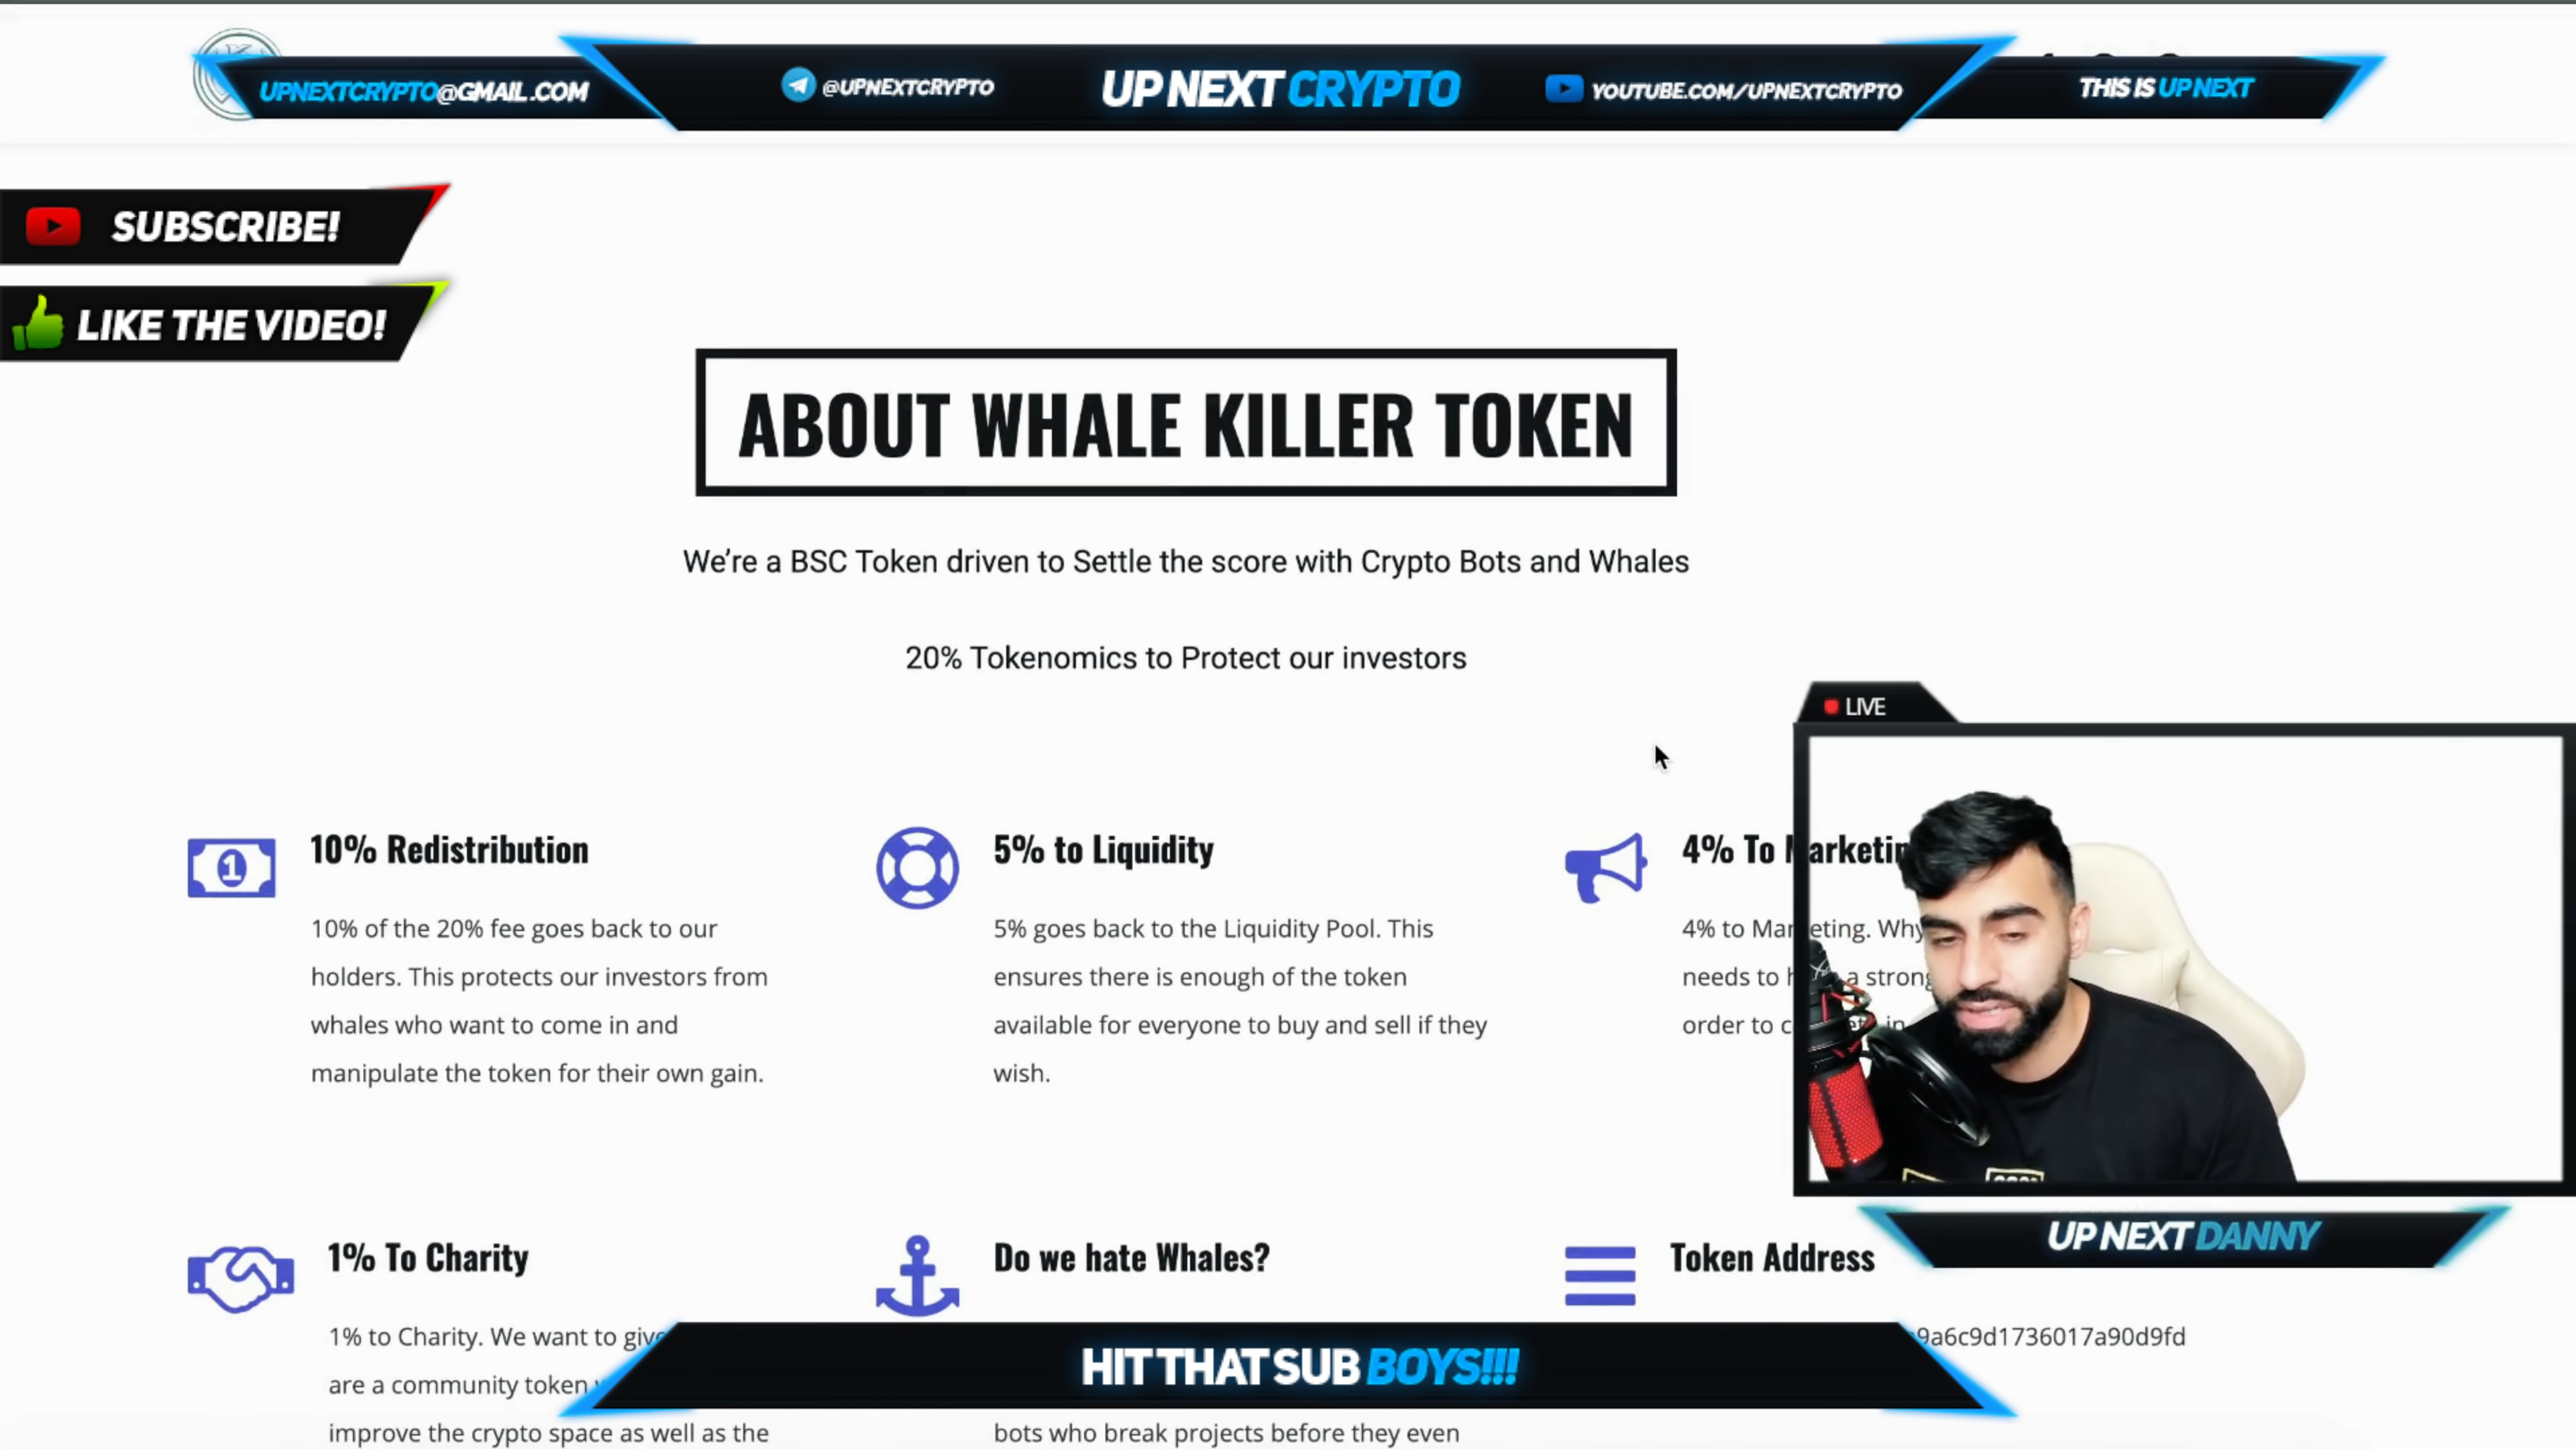 UPNEXTCRYPTO@GMAIL.COM
@UPNEXTCRYPTO
UP NEXT CRYPTO
YOUTUBE.COM/UPNEXTCRYPTO
THIS IS UP NEXT
SUBSCRIBE!
LIKE THE VIDEO!
ABOUT WHALE KILLER TOKEN
We’re a BSC Token driven to Settle the score with Crypto Bots and Whales
20% Tokenomics to Protect our investors
LIVE
10% Redistribution
10% of the 20% fee goes back to our
holders. This protects our investors from
whales who want to come in and
manipulate the token for their own gain.
5% to Liquidity
5% goes back to the Liquidity Pool. This
ensures there is enough of the token
available for everyone to buy and sell if they
wish.
4% To Marketin
4% to Marketing. Why
needs to a strong
order to in
UP NEXT DANNY
1% To Charity
1% to Charity. We want to give
are a community token
improve the crypto space as well as the
Do we hate Whales?
bots who break projects before they even
Token Address
9a6c9d1736017a90d9fd
HIT THAT SUB BOYS!!!